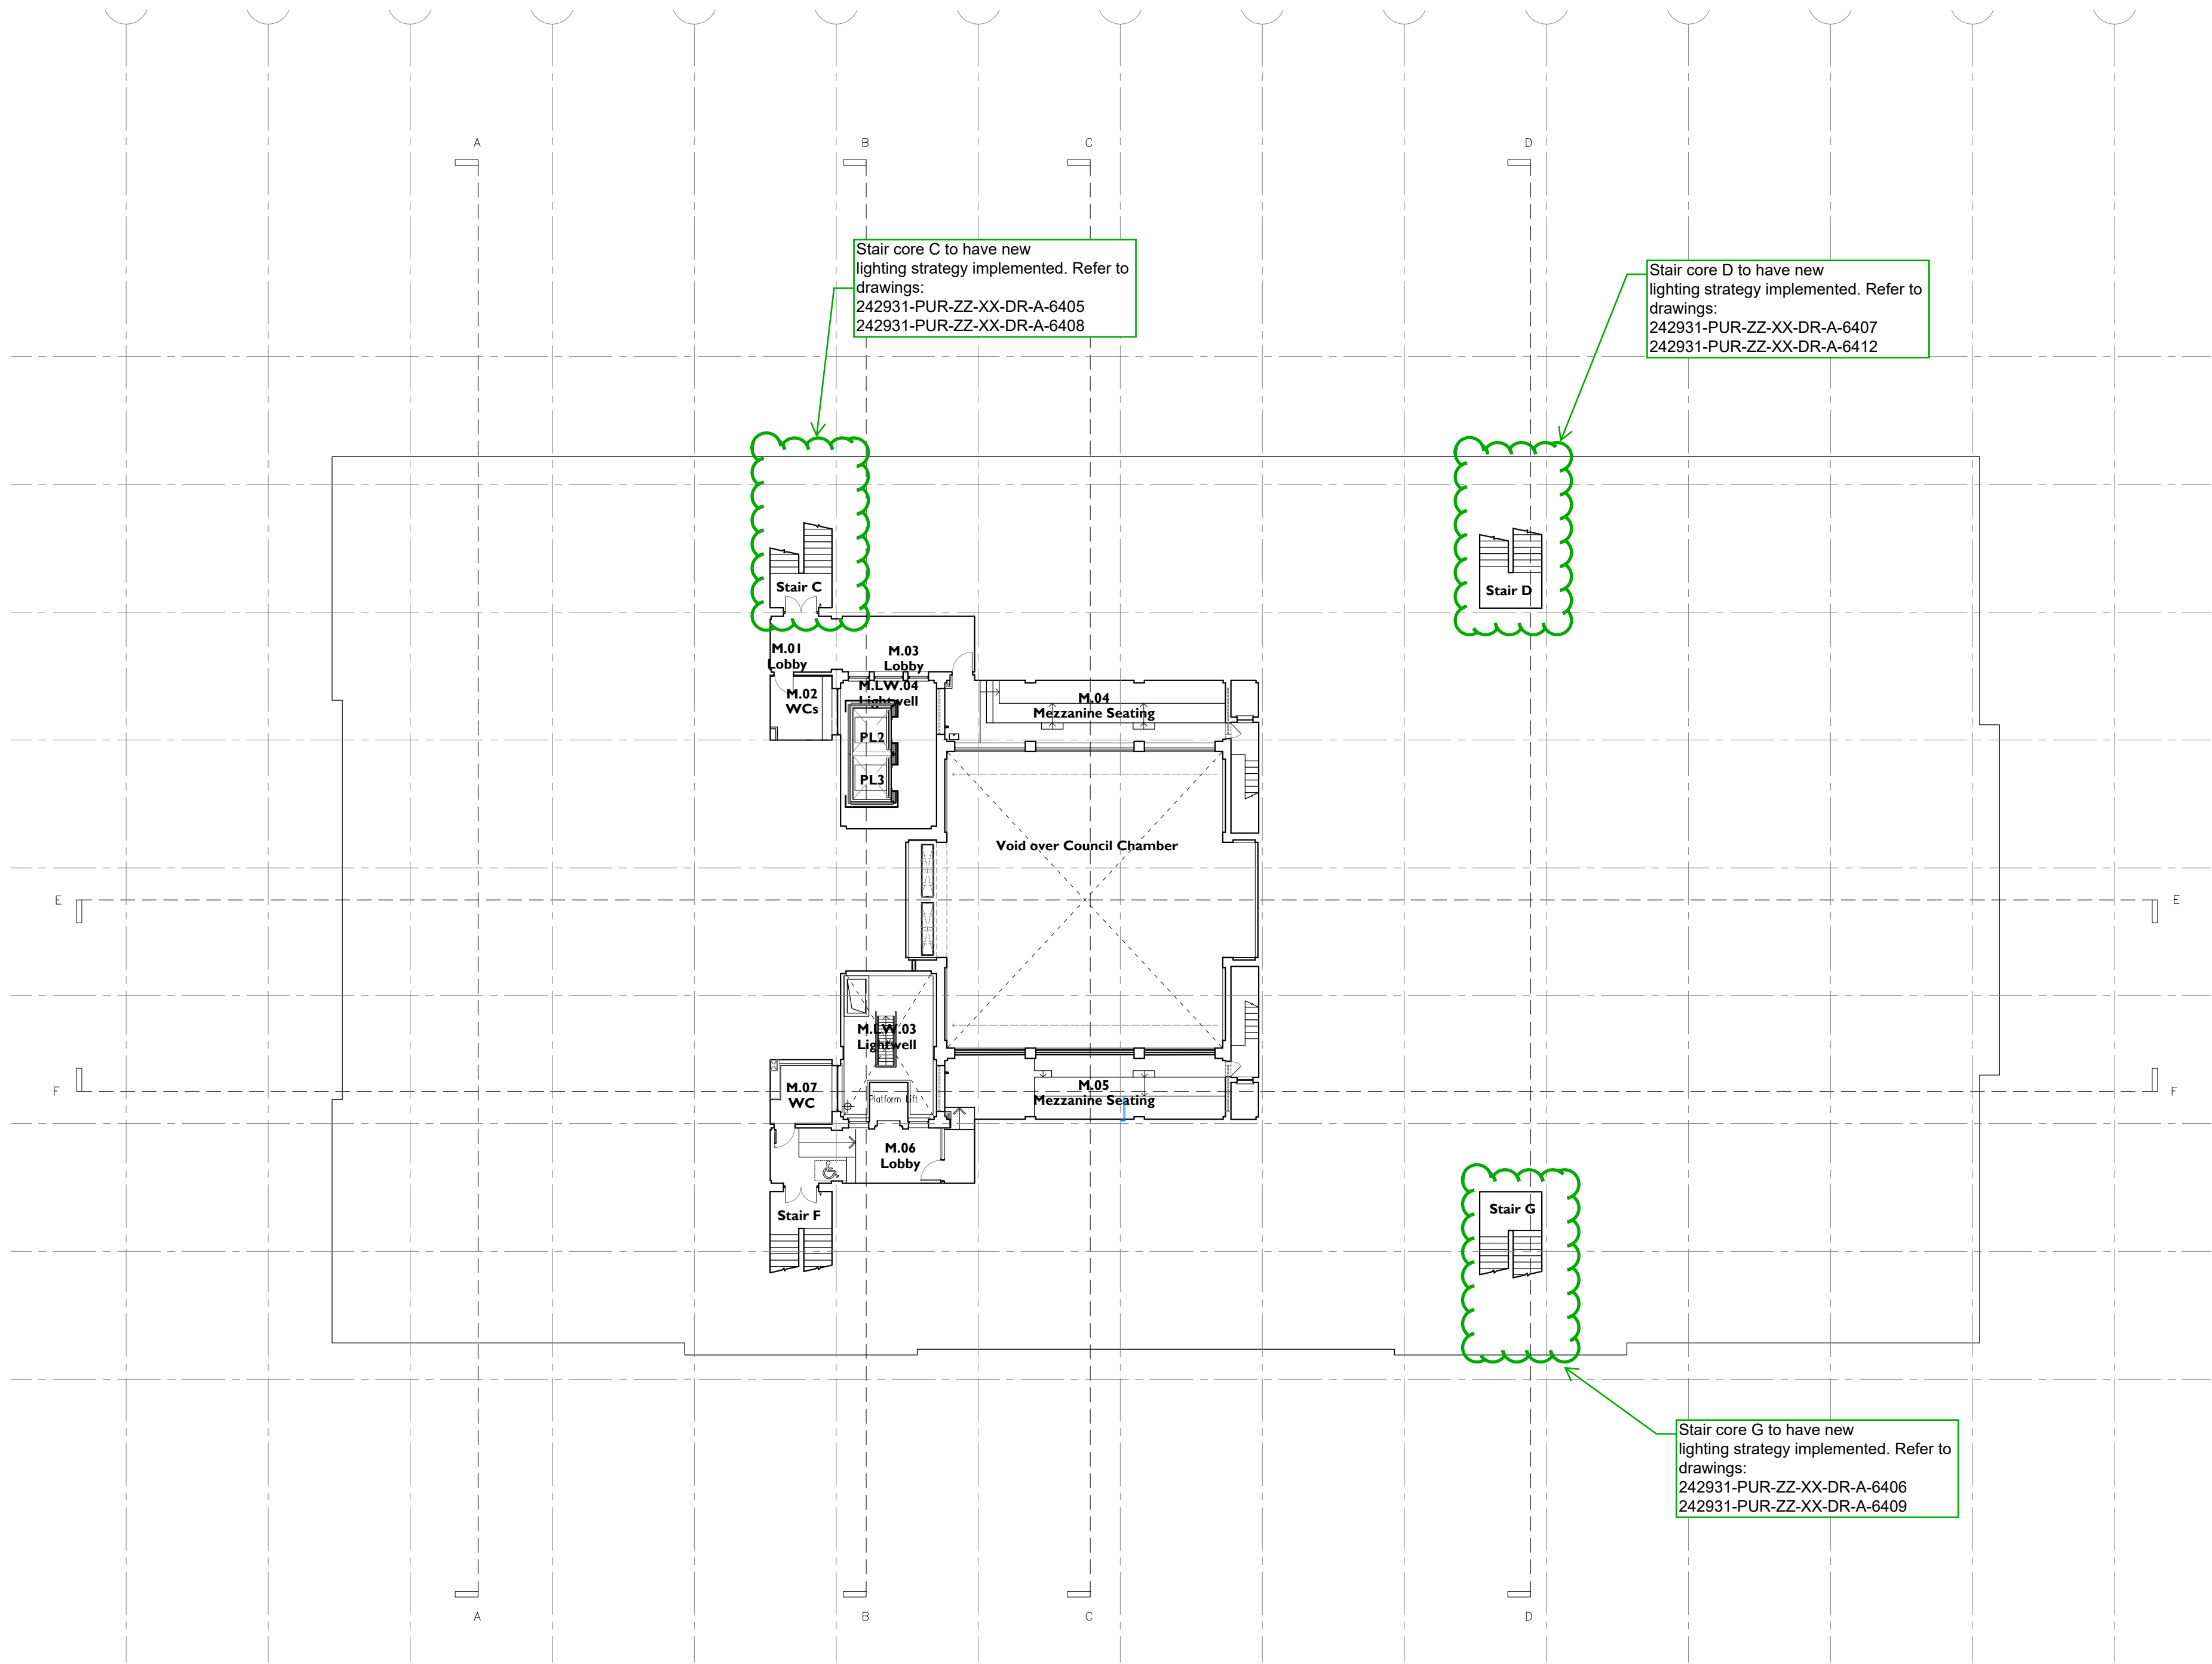 A
B
C
D
Stair core C to have new
lighting strategy implemented. Refer to
drawings:
242931-PUR-ZZ-XX-DR-A-6405
242931-PUR-ZZ-XX-DR-A-6408
Stair core D to have new
lighting strategy implemented. Refer to
drawings:
242931-PUR-ZZ-XX-DR-A-6407
242931-PUR-ZZ-XX-DR-A-6412
Stair C
Stair D
M.01
Lobby
M.03
Lobby
M.02
WCs
M.LW.04
Lightwell
M.04
Mezzanine Seating
PL2
PL3
Void over Council Chamber
E
E
M.LW.03
Lightwell
F
F
M.07
WC
Platform Lift
M.05
Mezzanine Seating
M.06
Lobby
Stair F
Stair G
Stair core G to have new
lighting strategy implemented. Refer to
drawings:
242931-PUR-ZZ-XX-DR-A-6406
242931-PUR-ZZ-XX-DR-A-6409
A
B
C
D